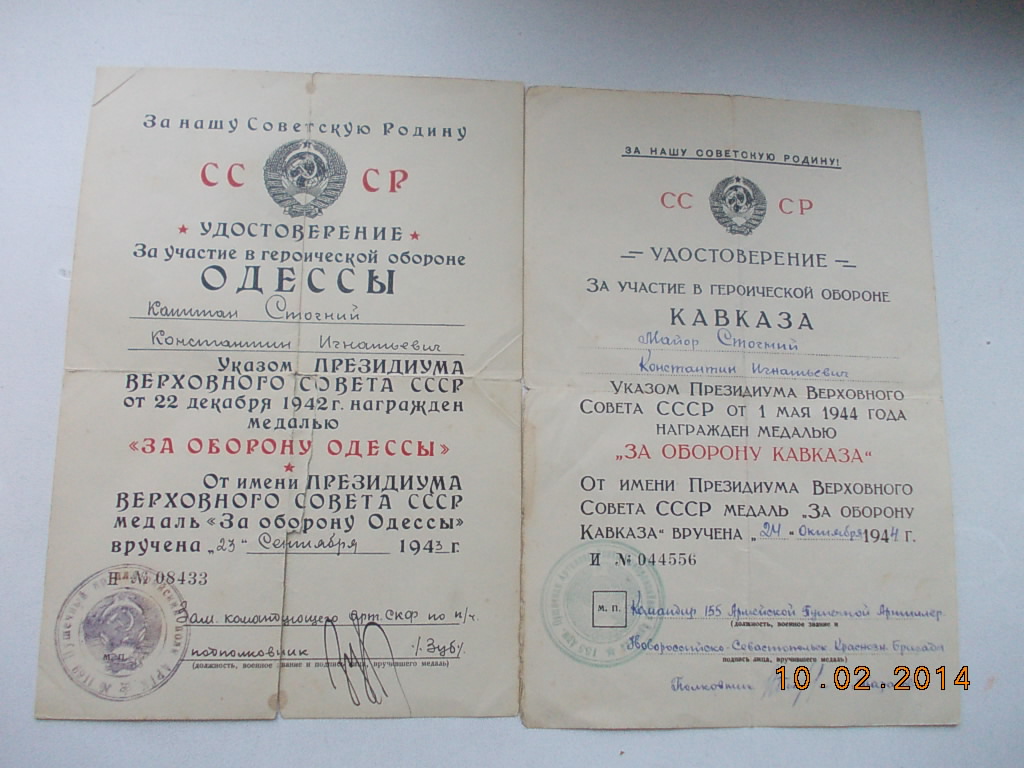 За нашу Советскую Родину
СС СР
УДОСТОВЕРЕНИЕ
За участие в героической обороне
ОДЕССЫ
Капитан Стогний
Константин Игнатьевич
Указом ПРЕЗИДИУМА
ВЕРХОВНОГО СОВЕТА СССР
от 22 декабря 1942 г. награжден
медалью
«ЗА ОБОРОНУ ОДЕССЫ»
От имени ПРЕЗИДИУМА
ВЕРХОВНОГО СОВЕТА СССР
медаль «За оборону Одессы»
вручена „23" Сентября 1943 г.
Н № 08433
Зам. командующего Арт. СКФ по п/ч.
подполковник /Зуб/
(должность, военное звание и подпись лица, вручившего медаль)
М.П.
ЗА НАШУ СОВЕТСКУЮ РОДИНУ!
СС СР
УДОСТОВЕРЕНИЕ
ЗА УЧАСТИЕ В ГЕРОИЧЕСКОЙ ОБОРОНЕ
КАВКАЗА
Майор Стогний
Константин Игнатьевич
УКАЗОМ ПРЕЗИДИУМА ВЕРХОВНОГО
СОВЕТА СССР ОТ 1 МАЯ 1944 ГОДА
НАГРАЖДЕН МЕДАЛЬЮ
„ЗА ОБОРОНУ КАВКАЗА"
ОТ ИМЕНИ ПРЕЗИДИУМА ВЕРХОВНОГО
СОВЕТА СССР МЕДАЛЬ „ЗА ОБОРОНУ
КАВКАЗА" ВРУЧЕНА „24" октября 1944 г.
И № 044556
М. П.
Командир 155 Армейской Пушечной Артиллер.
(должность, военное звание и
Новороссийско-Севастопольск Краснозн. Бригады
подпись лица, вручившего медаль)
Полковник
10.02.2014